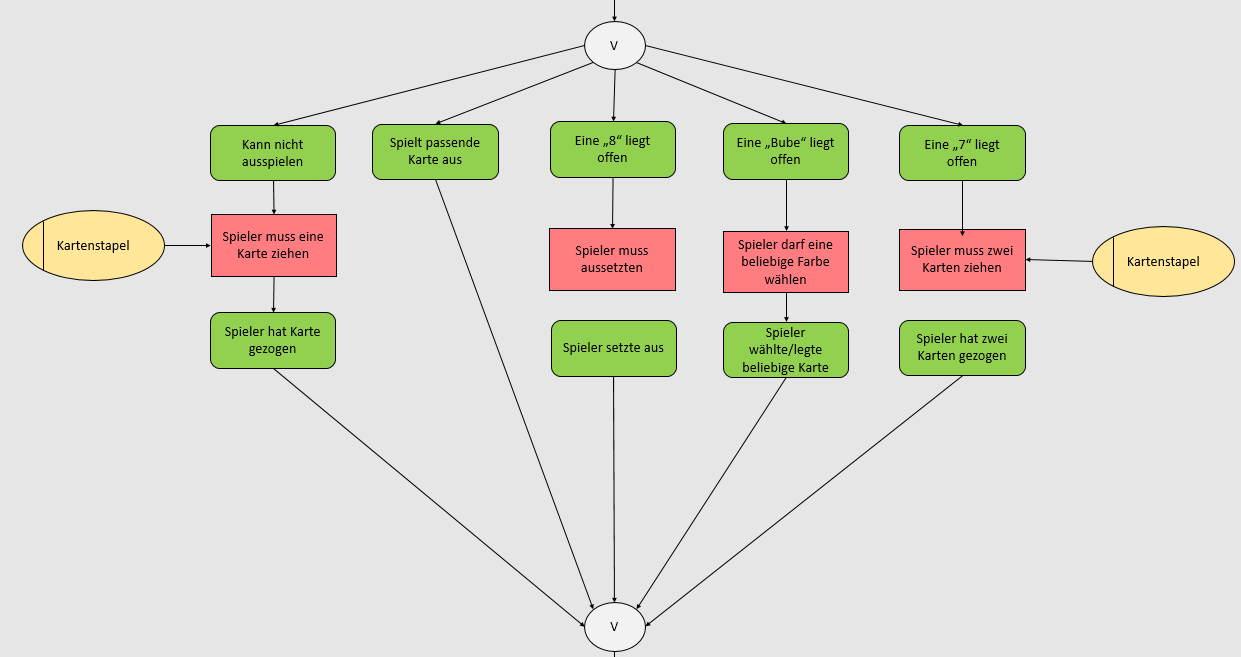 V
Kann nicht
ausspielen
Spielt passende
Karte aus
Eine „8“ liegt
offen
Eine „Bube“ liegt
offen
Eine „7“ liegt
offen
Kartenstapel
Spieler muss eine
Karte ziehen
Spieler muss
aussetzten
Spieler darf eine
beliebige Farbe
wählen
Spieler muss zwei
Karten ziehen
Kartenstapel
Spieler hat Karte
gezogen
Spieler setzte aus
Spieler
wählte/legte
beliebige Karte
Spieler hat zwei
Karten gezogen
V